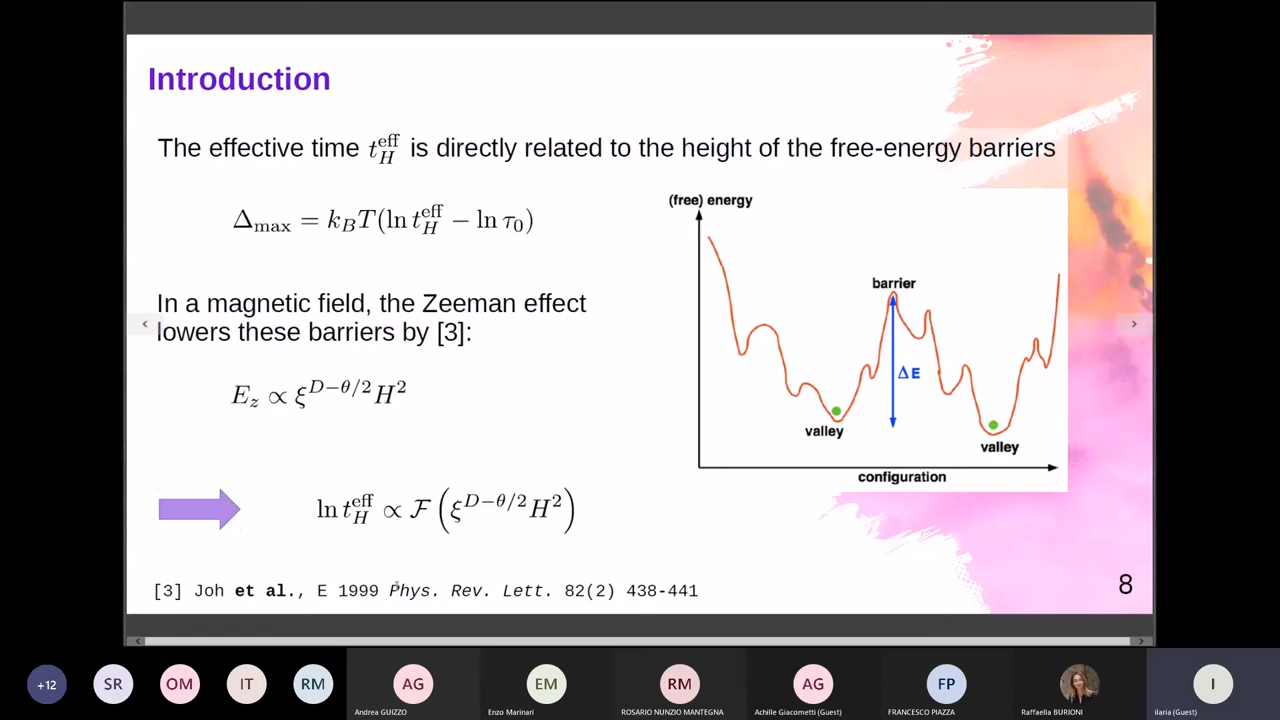 Introduction
The effective time t_H^eff is directly related to the height of the free-energy barriers
Δ_max = k_B T(ln t_H^eff − ln τ_0)
In a magnetic field, the Zeeman effect
lowers these barriers by [3]:
E_z ∝ ξ^{D−θ/2} H^2
ln t_H^eff ∝ F (ξ^{D−θ/2} H^2)
(free) energy
barrier
ΔE
valley
valley
configuration
[3] Joh et al., E 1999 Phys. Rev. Lett. 82(2) 438-441
8
+12
SR
OM
IT
RM
AG
Andrea GUIZZO
EM
Enzo Marinari
RM
ROSARIO NUNZIO MANTEGNA
AG
Achille Giacometti (Guest)
FP
FRANCESCO PIAZZA
Raffaella BURIONI
I
ilaria (Guest)